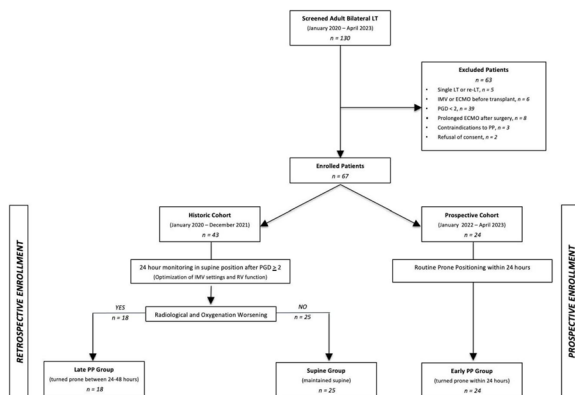 Screened Adult Bilateral LT
(January 2020 – April 2023)
n = 130
Excluded Patients
n = 63
• Single LT or re-LT, n = 5
• IMV or ECMO before transplant, n = 6
• PGD < 2, n = 39
• Prolonged ECMO after surgery, n = 8
• Contraindications to PP, n = 3
• Refusal of consent, n = 2
Enrolled Patients
n = 67
RETROSPECTIVE ENROLLMENT
Historic Cohort
(January 2020 – December 2021)
n = 43
24 hour monitoring in supine position after PGD ≥ 2
(Optimization of IMV settings and RV function)
YES
n = 18
Radiological and Oxygenation Worsening
NO
n = 25
Late PP Group
(turned prone between 24-48 hours)
n = 18
Supine Group
(maintained supine)
n = 25
Prospective Cohort
(January 2022 – April 2023)
n = 24
Routine Prone Positioning within 24 hours
Early PP Group
(turned prone within 24 hours)
n = 24
PROSPECTIVE ENROLLMENT